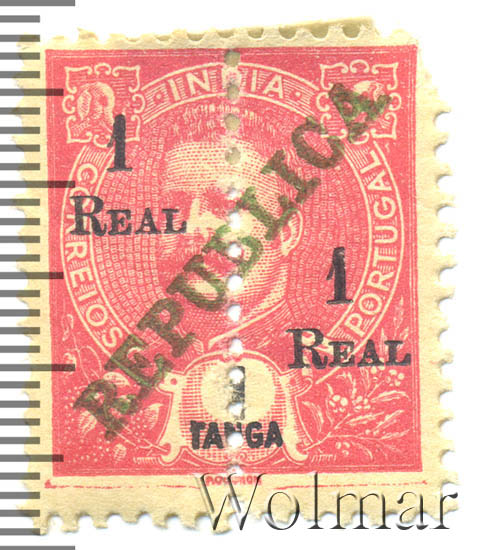 INDIA
CORREIOS
PORTUGAL
REPUBLICA
1
REAL
1
REAL
1
TANGA
Wolmar